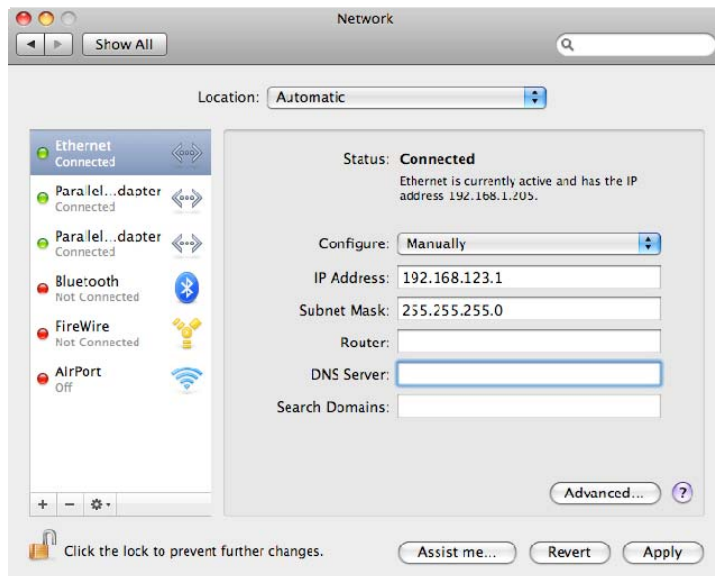 Network
Show All
Location: Automatic
Ethernet
Connected
Parallel...dapter
Connected
Parallel...dapter
Connected
Bluetooth
Not Connected
FireWire
Not Connected
AirPort
Off
Status: Connected
Ethernet is currently active and has the IP
address 192.168.1.205.
Configure: Manually
IP Address: 192.168.123.1
Subnet Mask: 255.255.255.0
Router:
DNS Server:
Search Domains:
Advanced... ?
Click the lock to prevent further changes.
Assist me... Revert Apply